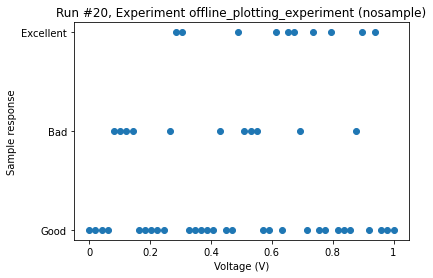 Run #20, Experiment offline_plotting_experiment (nosample)
Excellent
Bad
Good
Sample response
0 0.2 0.4 0.6 0.8 1
Voltage (V)